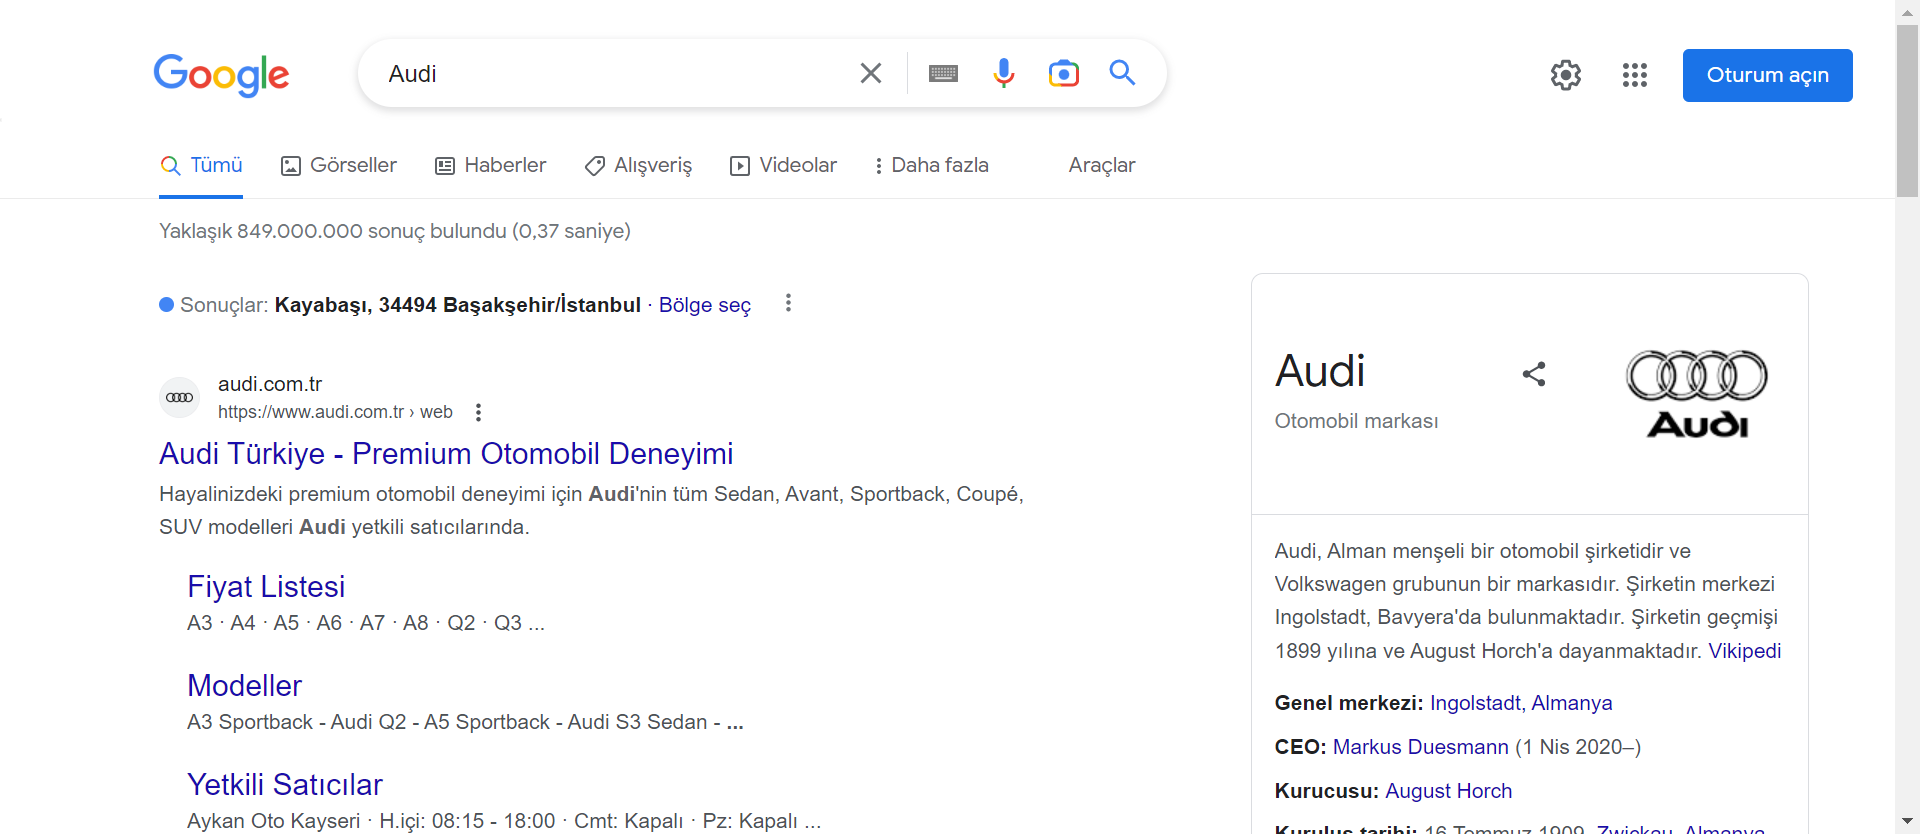 Google
Audi
Oturum açın
Tümü
Görseller
Haberler
Alışveriş
Videolar
Daha fazla
Araçlar
Yaklaşık 849.000.000 sonuç bulundu (0,37 saniye)
Sonuçlar: Kayabaşı, 34494 Başakşehir/İstanbul · Bölge seç
audi.com.tr
https://www.audi.com.tr › web
Audi Türkiye - Premium Otomobil Deneyimi
Hayalinizdeki premium otomobil deneyimi için Audi'nin tüm Sedan, Avant, Sportback, Coupé,
SUV modelleri Audi yetkili satıcılarında.
Fiyat Listesi
A3 · A4 · A5 · A6 · A7 · A8 · Q2 · Q3 ...
Modeller
A3 Sportback - Audi Q2 - A5 Sportback - Audi S3 Sedan - ...
Yetkili Satıcılar
Aykan Oto Kayseri · H.içi: 08:15 - 18:00 · Cmt: Kapalı · Pz: Kapalı ...
Audi
Otomobil markası
Audi
Audi, Alman menşeli bir otomobil şirketidir ve
Volkswagen grubunun bir markasıdır. Şirketin merkezi
Ingolstadt, Bavyera'da bulunmaktadır. Şirketin geçmişi
1899 yılına ve August Horch'a dayanmaktadır. Vikipedi
Genel merkezi: Ingolstadt, Almanya
CEO: Markus Duesmann (1 Nis 2020–)
Kurucusu: August Horch
Kuruluş tarihi: 16 Temmuz 1909, Zwickau, Almanya